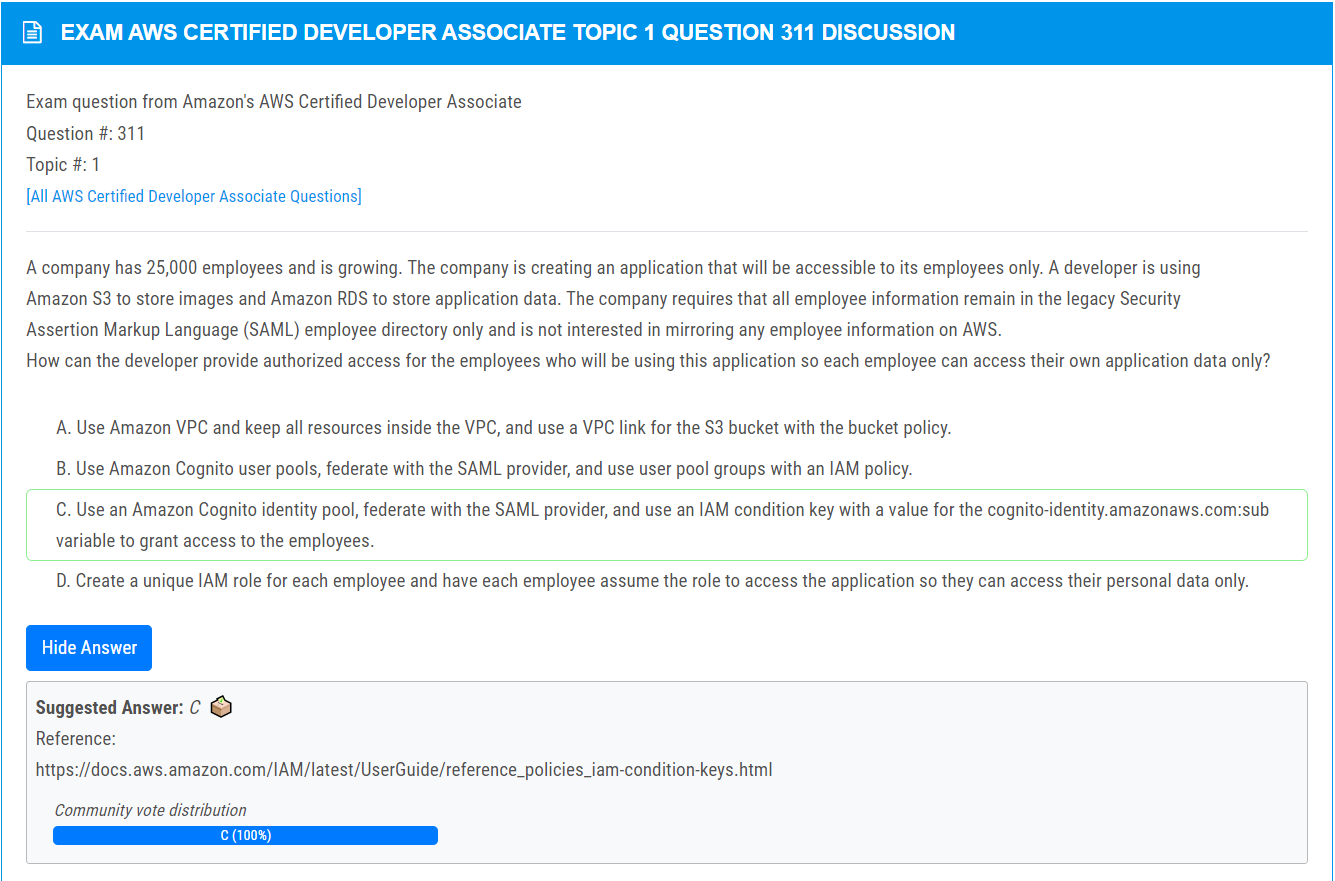 EXAM AWS CERTIFIED DEVELOPER ASSOCIATE TOPIC 1 QUESTION 311 DISCUSSION
Exam question from Amazon's AWS Certified Developer Associate
Question #: 311
Topic #: 1
[All AWS Certified Developer Associate Questions]
A company has 25,000 employees and is growing. The company is creating an application that will be accessible to its employees only. A developer is using
Amazon S3 to store images and Amazon RDS to store application data. The company requires that all employee information remain in the legacy Security
Assertion Markup Language (SAML) employee directory only and is not interested in mirroring any employee information on AWS.
How can the developer provide authorized access for the employees who will be using this application so each employee can access their own application data only?
A. Use Amazon VPC and keep all resources inside the VPC, and use a VPC link for the S3 bucket with the bucket policy.
B. Use Amazon Cognito user pools, federate with the SAML provider, and use user pool groups with an IAM policy.
C. Use an Amazon Cognito identity pool, federate with the SAML provider, and use an IAM condition key with a value for the cognito-identity.amazonaws.com:sub
variable to grant access to the employees.
D. Create a unique IAM role for each employee and have each employee assume the role to access the application so they can access their personal data only.
Hide Answer
Suggested Answer: C
Reference:
https://docs.aws.amazon.com/IAM/latest/UserGuide/reference_policies_iam-condition-keys.html
Community vote distribution
C (100%)